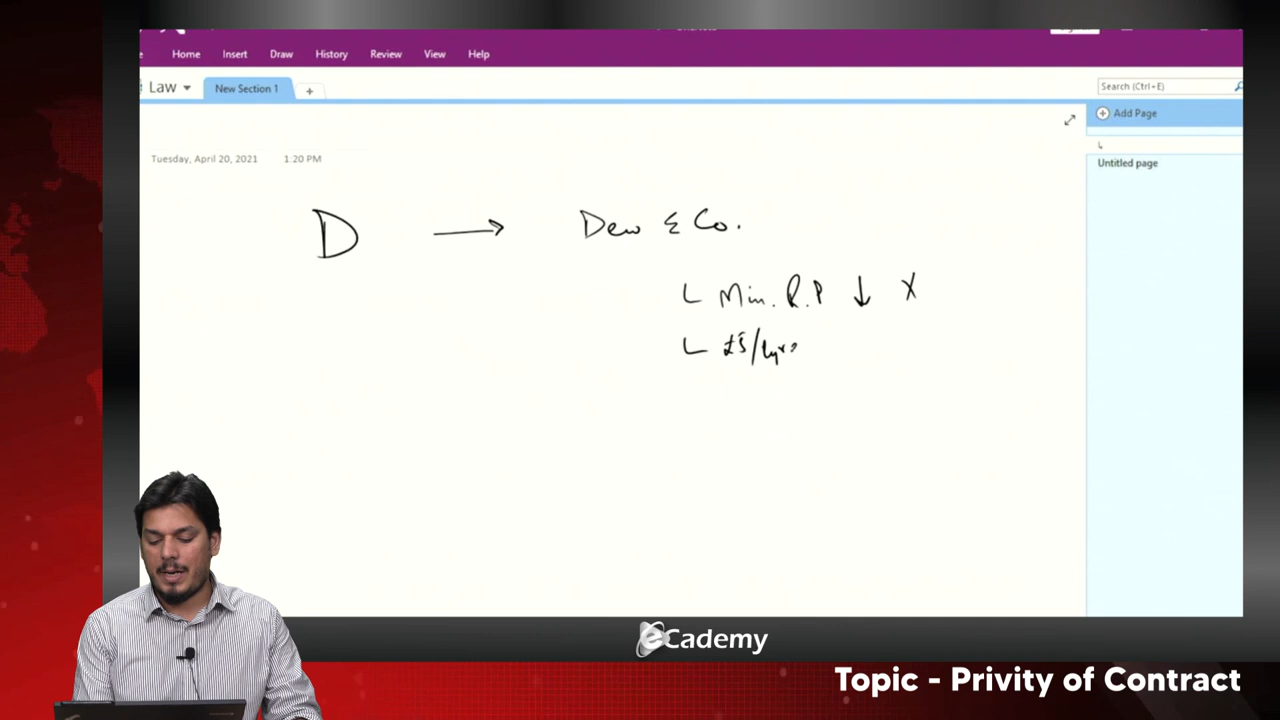 Home Insert Draw History Review View Help
Law New Section 1 +
Search (Ctrl+E)
Add Page
Untitled page
Tuesday, April 20, 2021 1:20 PM
D → Dew & Co.
Min. R.P ↓ X
£5/tyre
eCademy
Topic - Privity of Contract